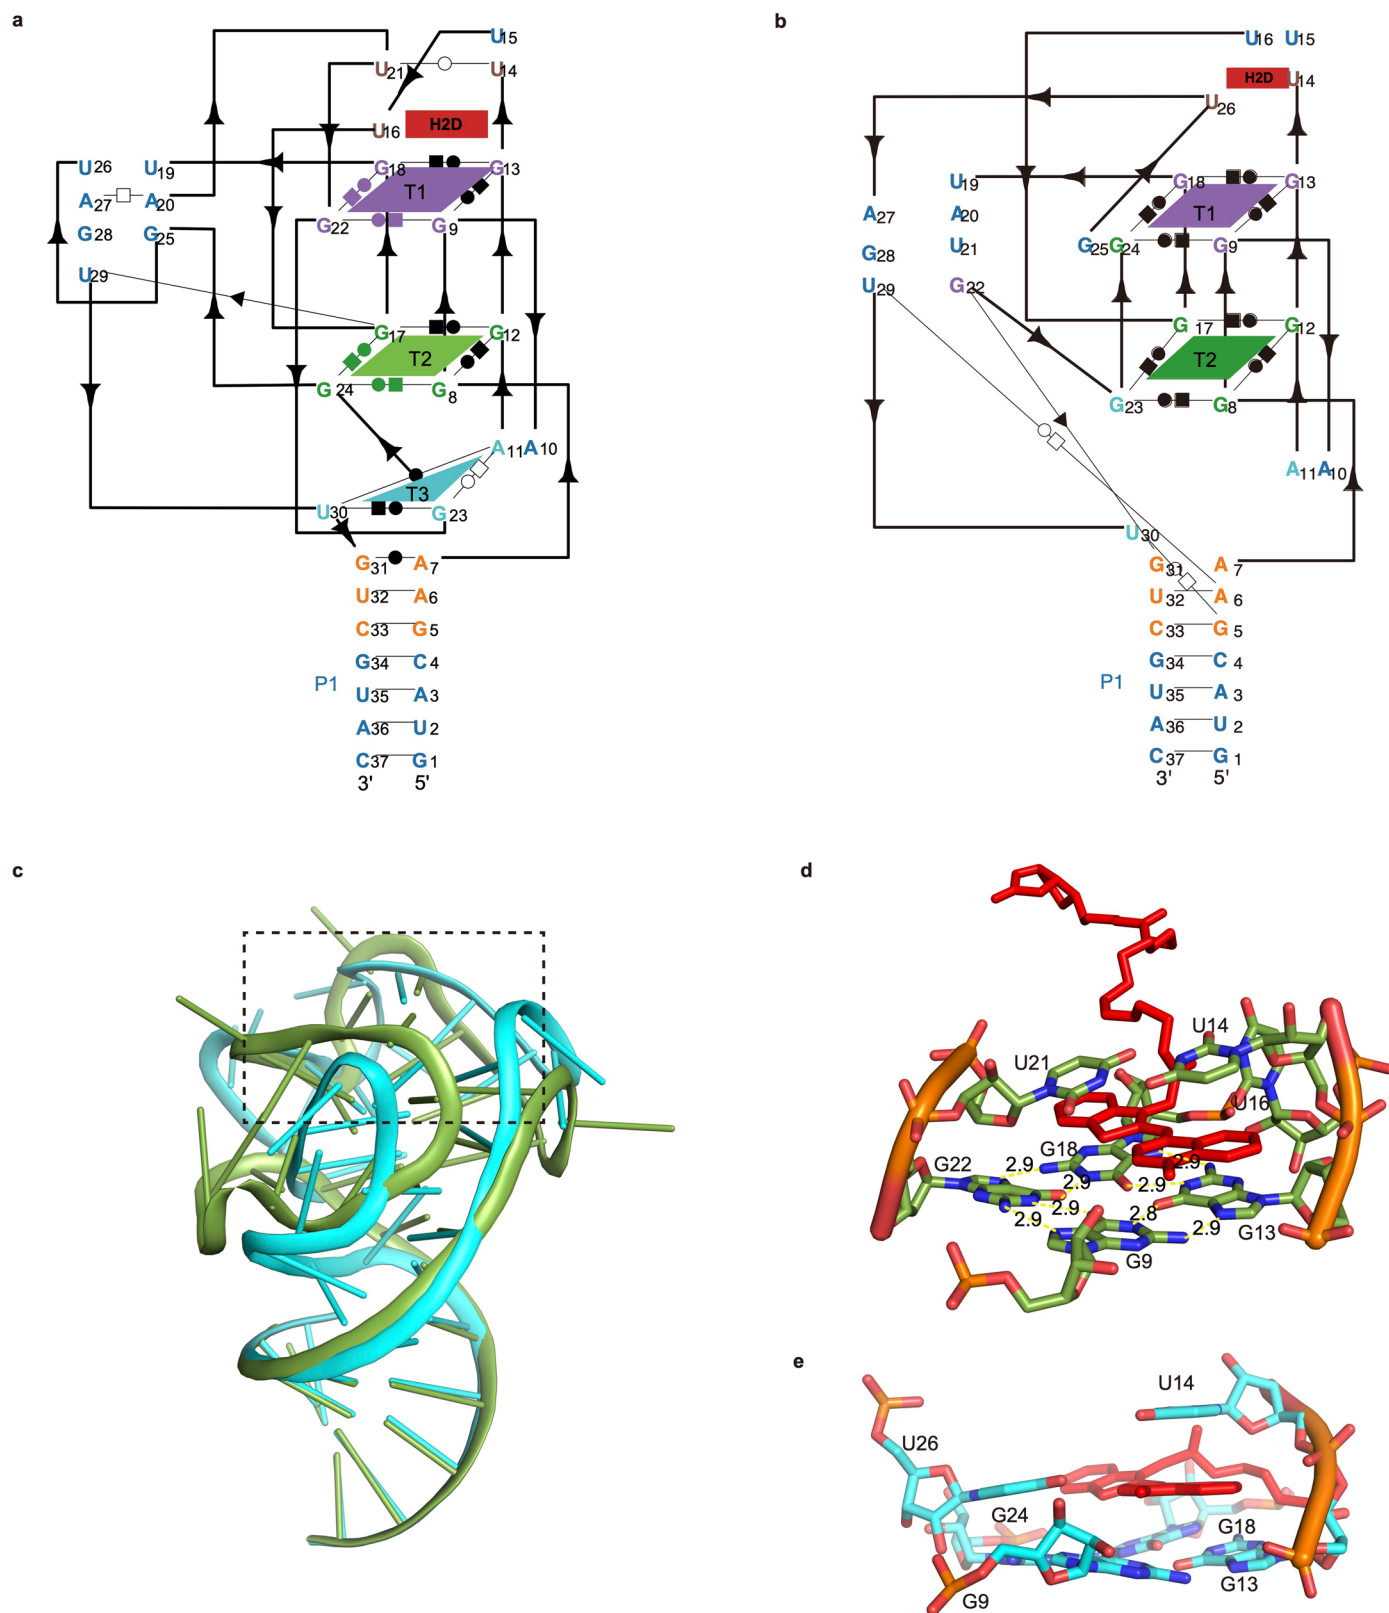 a
U15
U21 U14
U16 H2D
U26 U19 G18 G13
T1
A27 A20
G28 G25 G22 G9
U29
G17 G12
T2
G24 G8
A11 A10
T3
U30 G23
G31 A7
U32 A6
C33 G5
G34 C4
P1
U35 A3
A36 U2
C37 G1
3' 5'
b
U16 U15
H2D U14
U26
U19 G18 G13
A27 A20 T1
G28 U21 G25 G24 G9
U29 G22
G17 G12
T2
G23 G8
A11 A10
U30
G31 A7
U32 A6
C33 G5
G34 C4
P1
U35 A3
A36 U2
C37 G1
3' 5'
c
d
U14
U21
U16
G18 2.9
G22 2.9
2.9 2.9
2.9 2.9 2.8 2.9
G9 G13
e
U14
U26
G24 G18
G9 G13